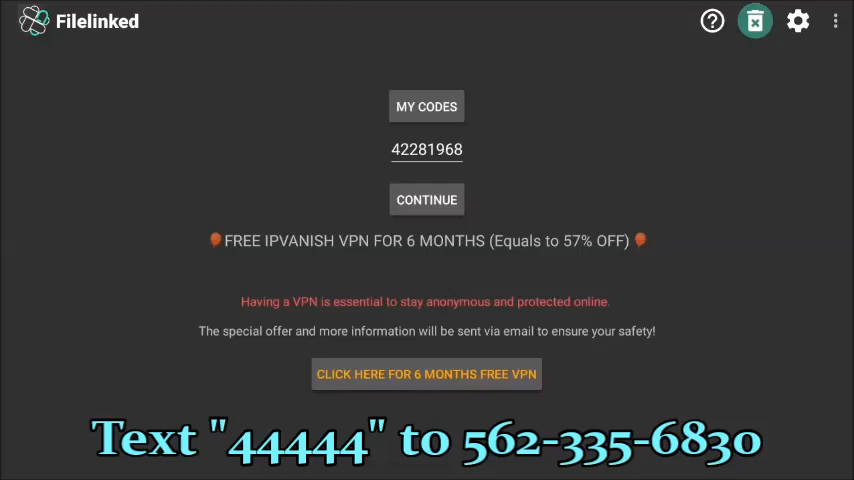 Filelinked
MY CODES
42281968
CONTINUE
🎈FREE IPVANISH VPN FOR 6 MONTHS (Equals to 57% OFF)🎈
Having a VPN is essential to stay anonymous and protected online.
The special offer and more information will be sent via email to ensure your safety!
CLICK HERE FOR 6 MONTHS FREE VPN
Text "44444" to 562-335-6830